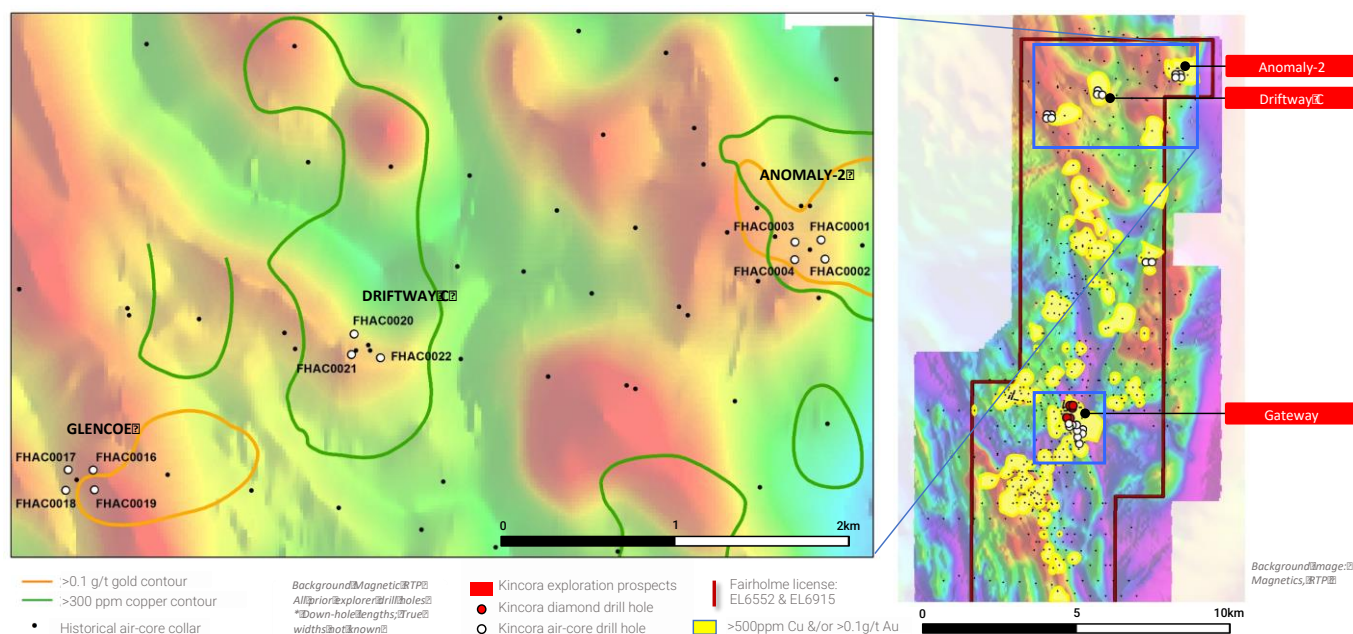 ANOMALY-2
FHAC0003
FHAC0001
FHAC0004
FHAC0002
DRIFTWAY C
FHAC0020
FHAC0021
FHAC0022
GLENCOE
FHAC0017
FHAC0016
FHAC0018
FHAC0019
0 1 2km
Anomaly-2
Driftway C
Gateway
Background image:
Magnetics, RTP
0 5 10km
>0.1 g/t gold contour
>300 ppm copper contour
Historical air-core collar
Background Magnetic RTP
All prior explorer drill holes
* Down-hole lengths; True
widths not known
Kincora exploration prospects
Kincora diamond drill hole
Kincora air-core drill hole
Fairholme license:
EL6552 & EL6915
>500ppm Cu &/or >0.1g/t Au